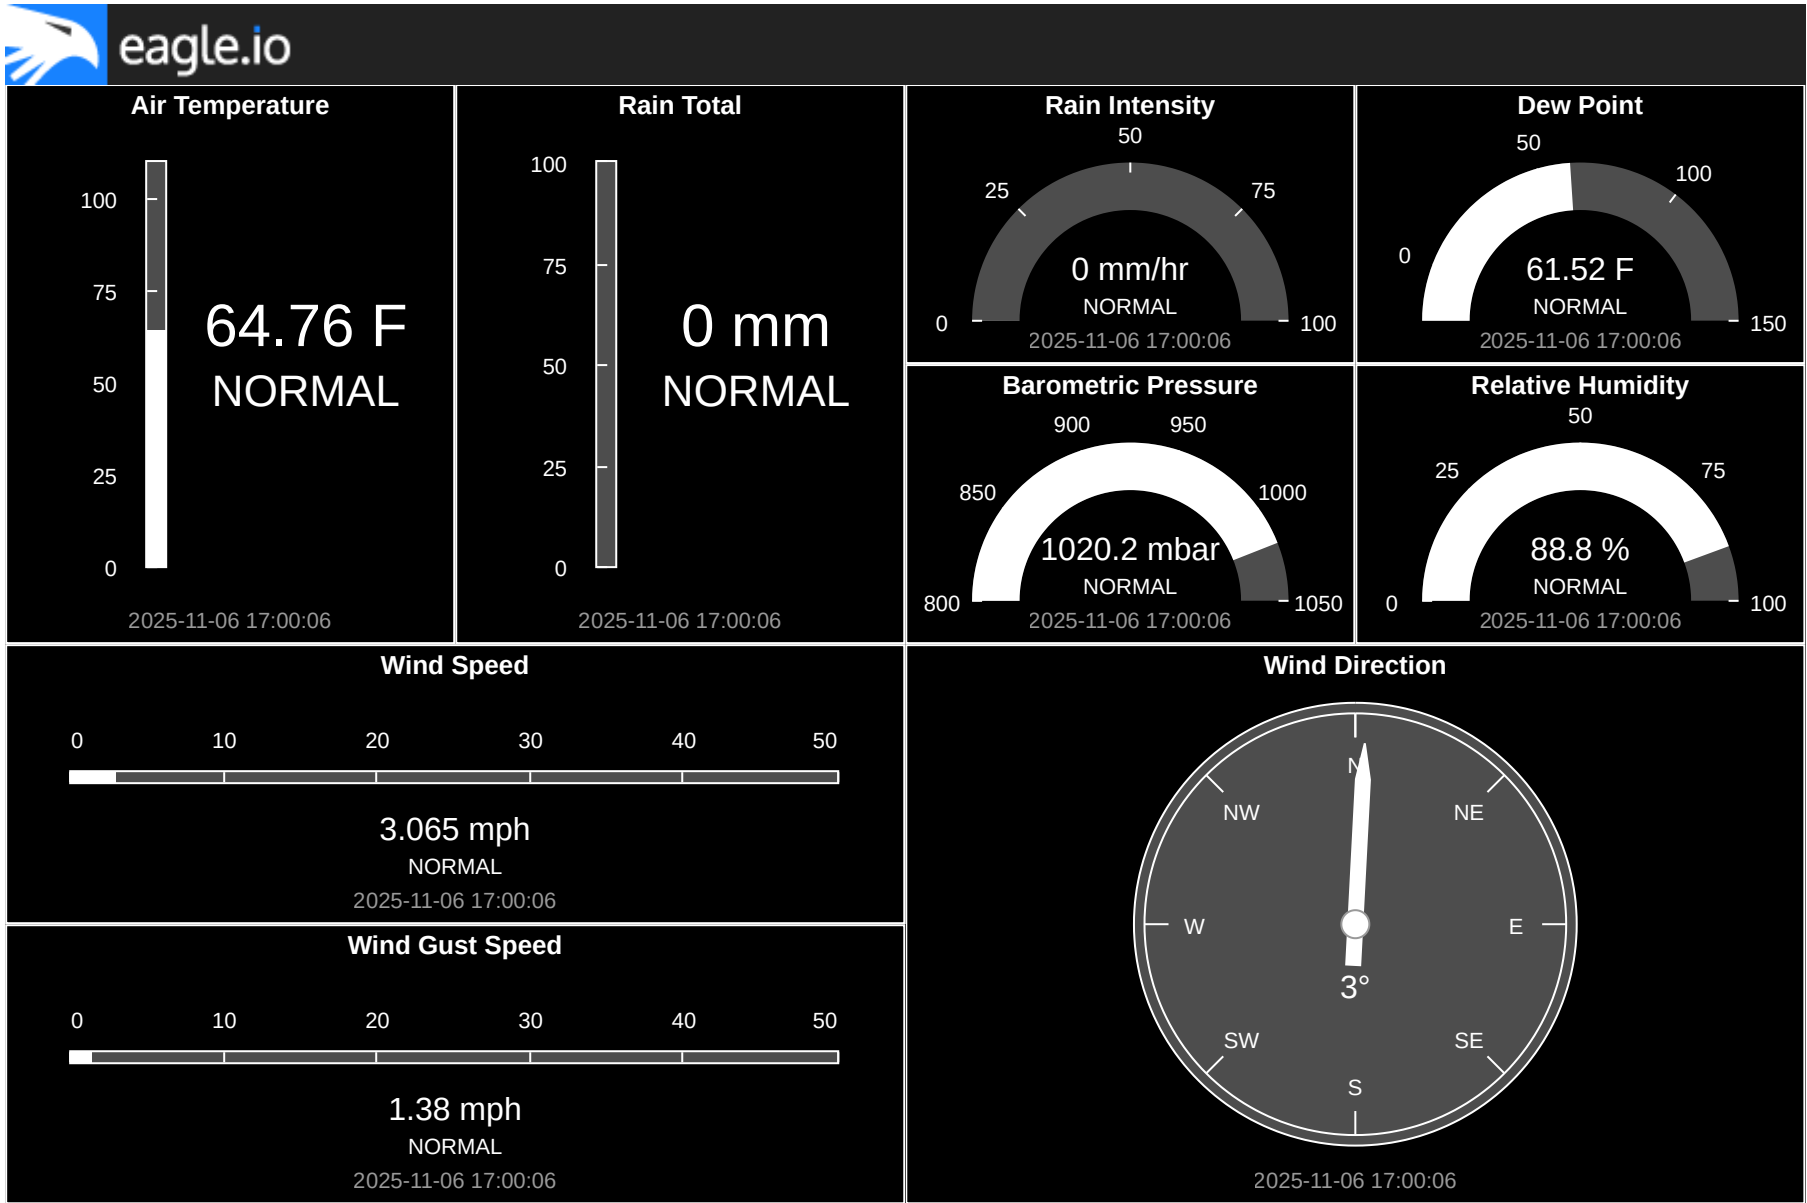 eagle.io
Air Temperature
100
75
50
25
0
64.76 F
NORMAL
2025-11-06 17:00:06
Rain Total
100
75
50
25
0
0 mm
NORMAL
2025-11-06 17:00:06
Rain Intensity
0
25
50
75
100
0 mm/hr
NORMAL
2025-11-06 17:00:06
Dew Point
0
50
100
150
61.52 F
NORMAL
2025-11-06 17:00:06
Barometric Pressure
800
850
900
950
1000
1050
1020.2 mbar
NORMAL
2025-11-06 17:00:06
Relative Humidity
0
25
50
75
100
88.8 %
NORMAL
2025-11-06 17:00:06
Wind Speed
0 10 20 30 40 50
3.065 mph
NORMAL
2025-11-06 17:00:06
Wind Gust Speed
0 10 20 30 40 50
1.38 mph
NORMAL
2025-11-06 17:00:06
Wind Direction
N
NW NE
W E
3°
SW SE
S
2025-11-06 17:00:06